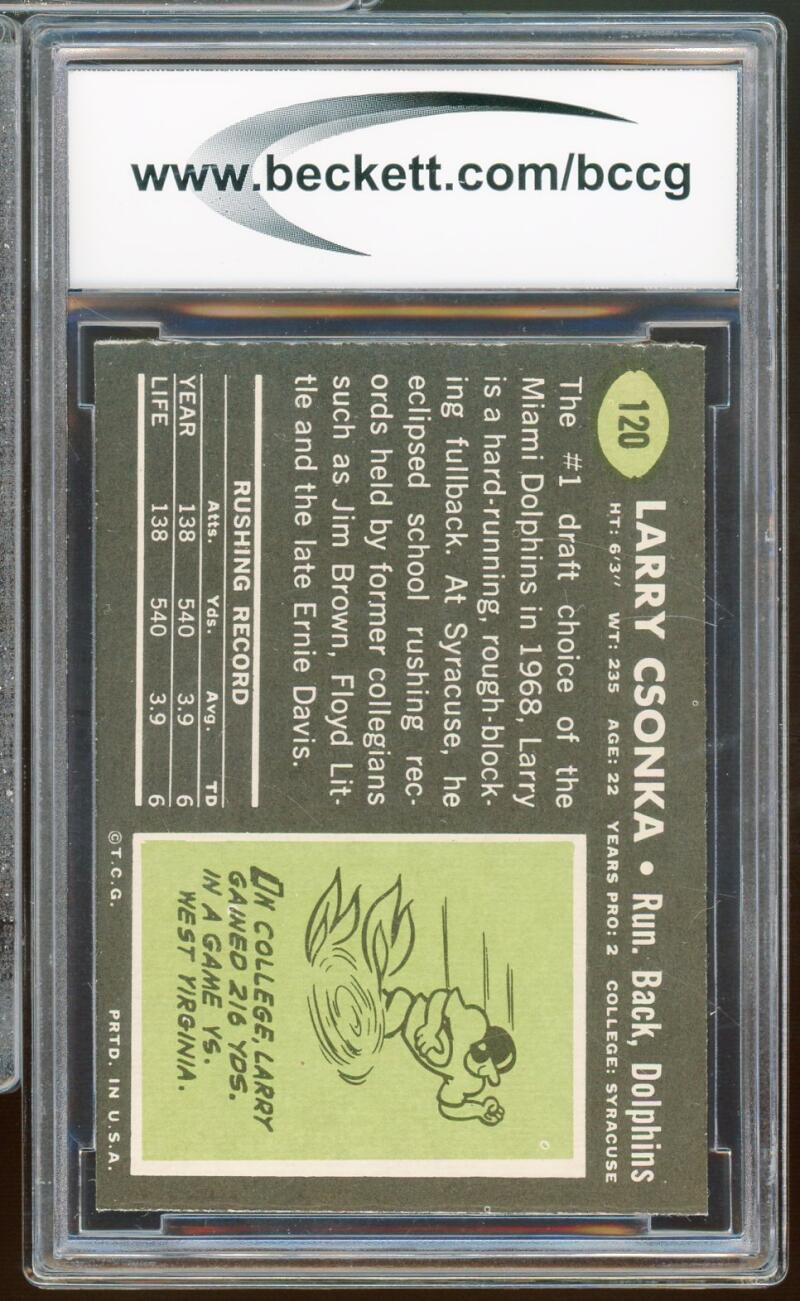 www.beckett.com/bccg
120
LARRY CSONKA • Run. Back, Dolphins
HT: 6'3" WT: 235 AGE: 22 YEARS PRO: 2 COLLEGE: SYRACUSE
The #1 draft choice of the
Miami Dolphins in 1968, Larry
is a hard-running, rough-block-
ing fullback. At Syracuse, he
eclipsed school rushing rec-
ords held by former collegians
such as Jim Brown, Floyd Lit-
tle and the late Ernie Davis.
RUSHING RECORD
Atts. Yds. Avg. TD
YEAR 138 540 3.9 6
LIFE 138 540 3.9 6
IN COLLEGE, LARRY
GAINED 216 YDS.
IN A GAME VS.
WEST VIRGINIA.
©T.C.G. PRTD. IN U.S.A.